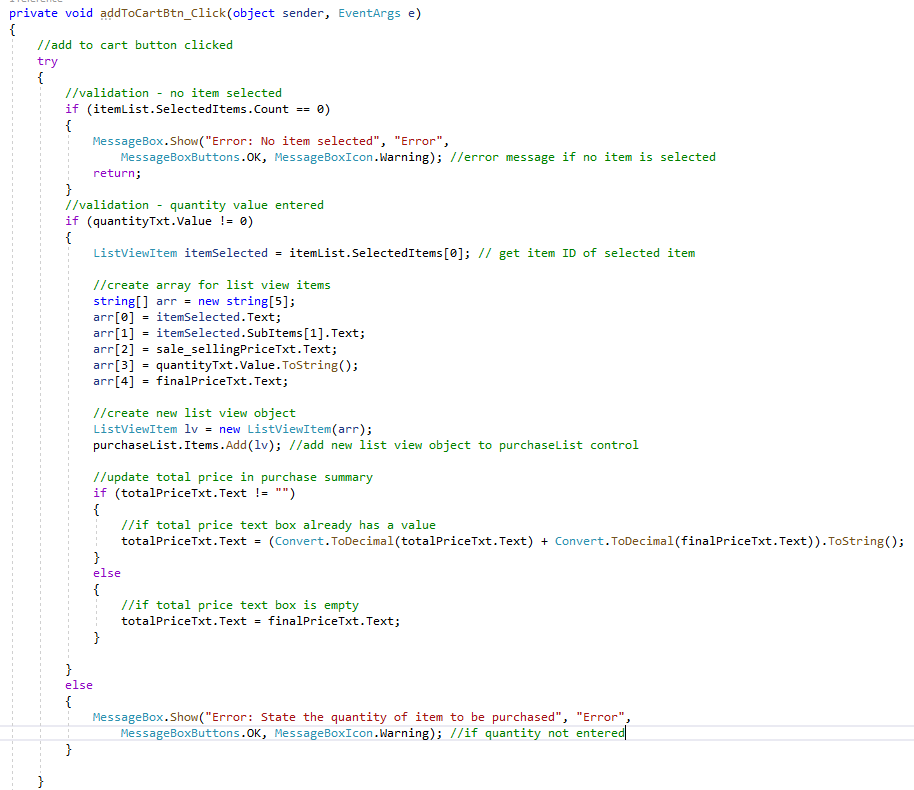 private void addToCartBtn_Click(object sender, EventArgs e)
{
//add to cart button clicked
try
{
//validation - no item selected
if (itemList.SelectedItems.Count == 0)
{
MessageBox.Show("Error: No item selected", "Error",
MessageBoxButtons.OK, MessageBoxIcon.Warning); //error message if no item is selected
return;
}
//validation - quantity value entered
if (quantityTxt.Value != 0)
{
ListViewItem itemSelected = itemList.SelectedItems[0]; // get item ID of selected item
//create array for list view items
string[] arr = new string[5];
arr[0] = itemSelected.Text;
arr[1] = itemSelected.SubItems[1].Text;
arr[2] = sale_sellingPriceTxt.Text;
arr[3] = quantityTxt.Value.ToString();
arr[4] = finalPriceTxt.Text;
//create new list view object
ListViewItem lv = new ListViewItem(arr);
purchaseList.Items.Add(lv); //add new list view object to purchaseList control
//update total price in purchase summary
if (totalPriceTxt.Text != "")
{
//if total price text box already has a value
totalPriceTxt.Text = (Convert.ToDecimal(totalPriceTxt.Text) + Convert.ToDecimal(finalPriceTxt.Text)).ToString();
}
else
{
//if total price text box is empty
totalPriceTxt.Text = finalPriceTxt.Text;
}
}
else
{
MessageBox.Show("Error: State the quantity of item to be purchased", "Error",
MessageBoxButtons.OK, MessageBoxIcon.Warning); //if quantity not entered
}
}